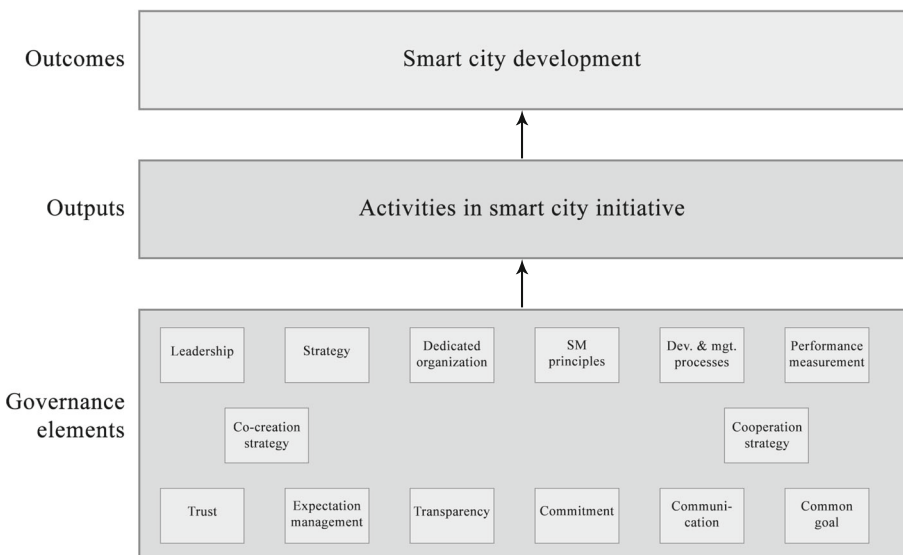 Outcomes
Smart city development
Outputs
Activities in smart city initiative
Governance
elements
Leadership
Strategy
Dedicated
organization
SM
principles
Dev. & mgt.
processes
Performance
measurement
Co-creation
strategy
Cooperation
strategy
Trust
Expectation
management
Transparency
Commitment
Communi-
cation
Common
goal